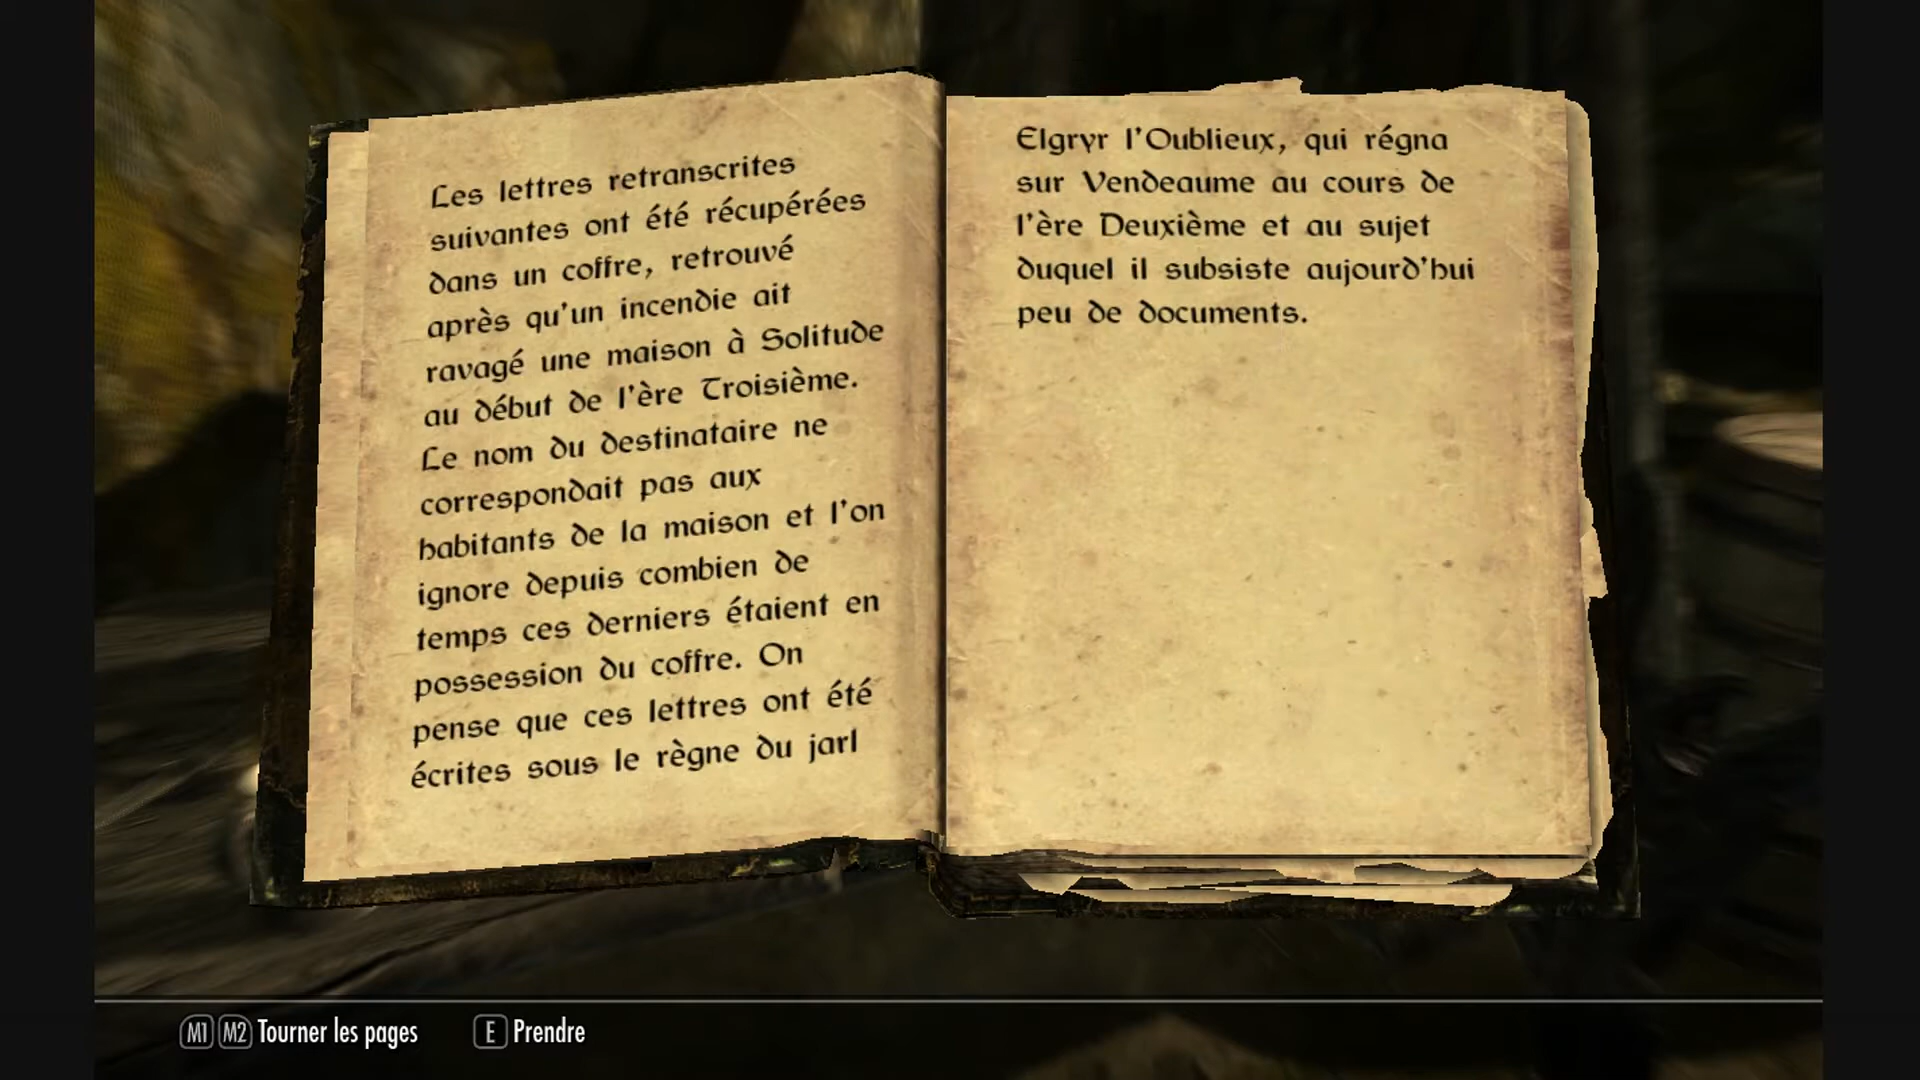 Les lettres retranscrites
suivantes ont été récupérées
dans un coffre, retrouvé
après qu'un incendie ait
ravagé une maison à Solitude
au début de l'ère Troisième.
Le nom du destinataire ne
correspondait pas aux
habitants de la maison et l'on
ignore depuis combien de
temps ces derniers étaient en
possession du coffre. On
pense que ces lettres ont été
écrites sous le règne du jarl
Elgryr l'Oublieux, qui régna
sur Vendeaume au cours de
l'ère Deuxième et au sujet
duquel il subsiste aujourd'hui
peu de documents.
M1 M2 Tourner les pages E Prendre